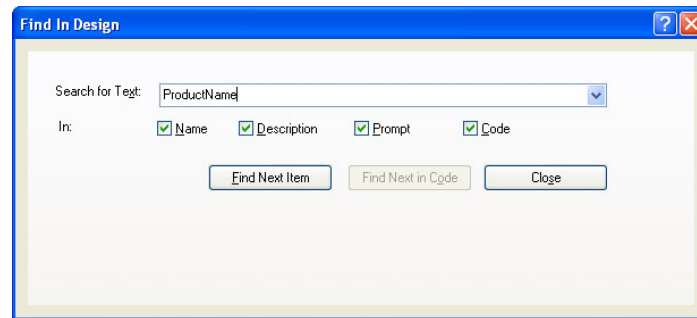 Find In Design
Search for Text: ProductName
In: Name Description Prompt Code
Find Next Item Find Next in Code Close